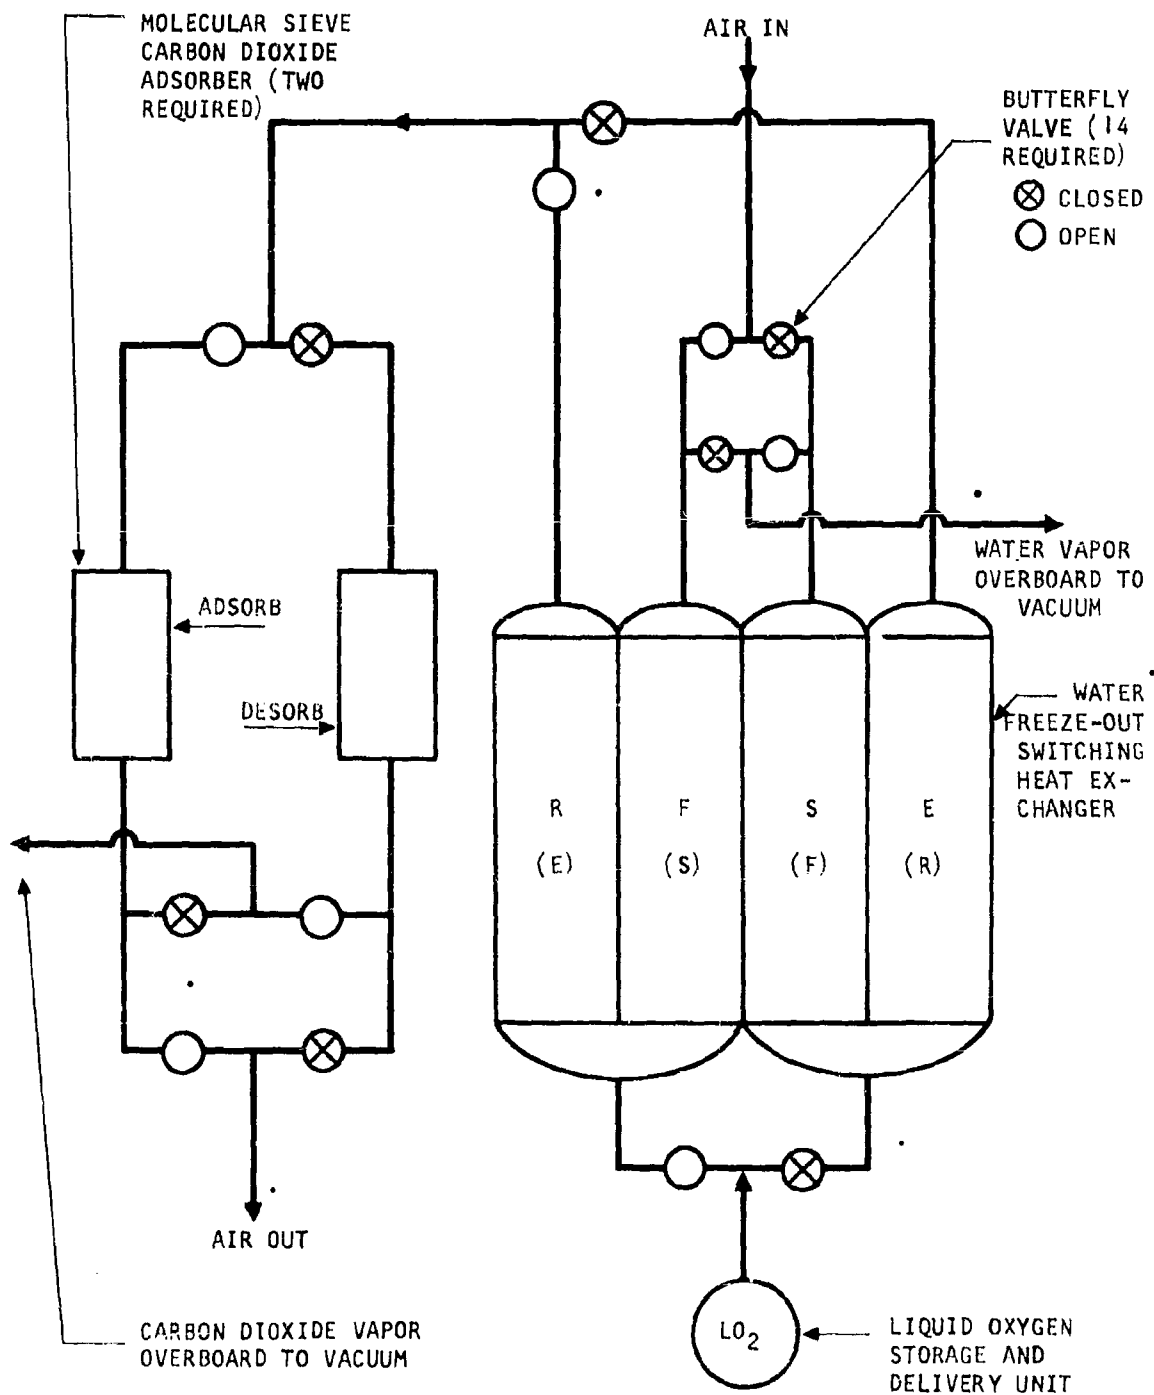 MOLECULAR SIEVE
CARBON DIOXIDE
ADSORBER (TWO
REQUIRED)
AIR IN
BUTTERFLY
VALVE (14
REQUIRED)
CLOSED
OPEN
WATER VAPOR
OVERBOARD TO
VACUUM
ADSORB
DESORB
WATER
FREEZE-OUT
SWITCHING
HEAT EX-
CHANGER
R F S E
(E) (S) (F) (R)
AIR OUT
CARBON DIOXIDE VAPOR
OVERBOARD TO VACUUM
LO2
LIQUID OXYGEN
STORAGE AND
DELIVERY UNIT